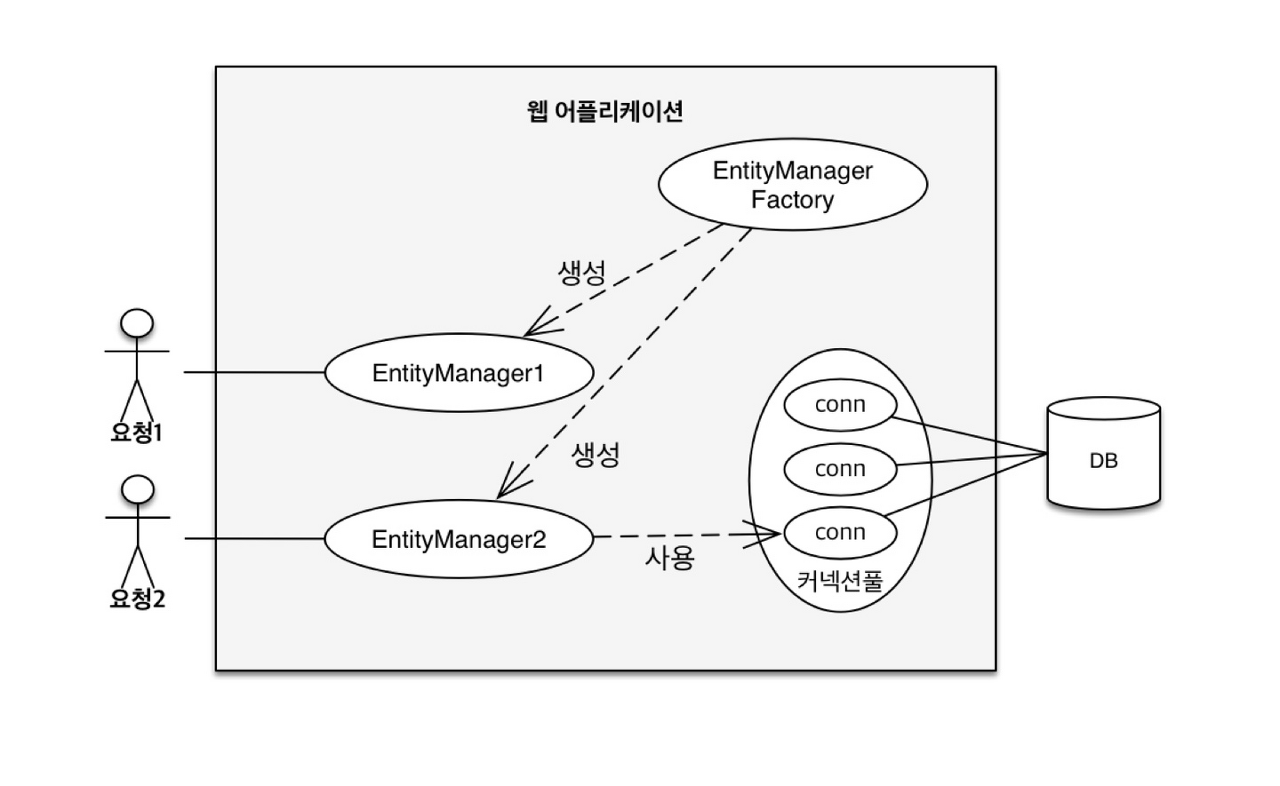 웹 어플리케이션
EntityManager
Factory
생성
EntityManager1
요청1
conn
conn
생성
conn
커넥션풀
DB
EntityManager2
사용
요청2